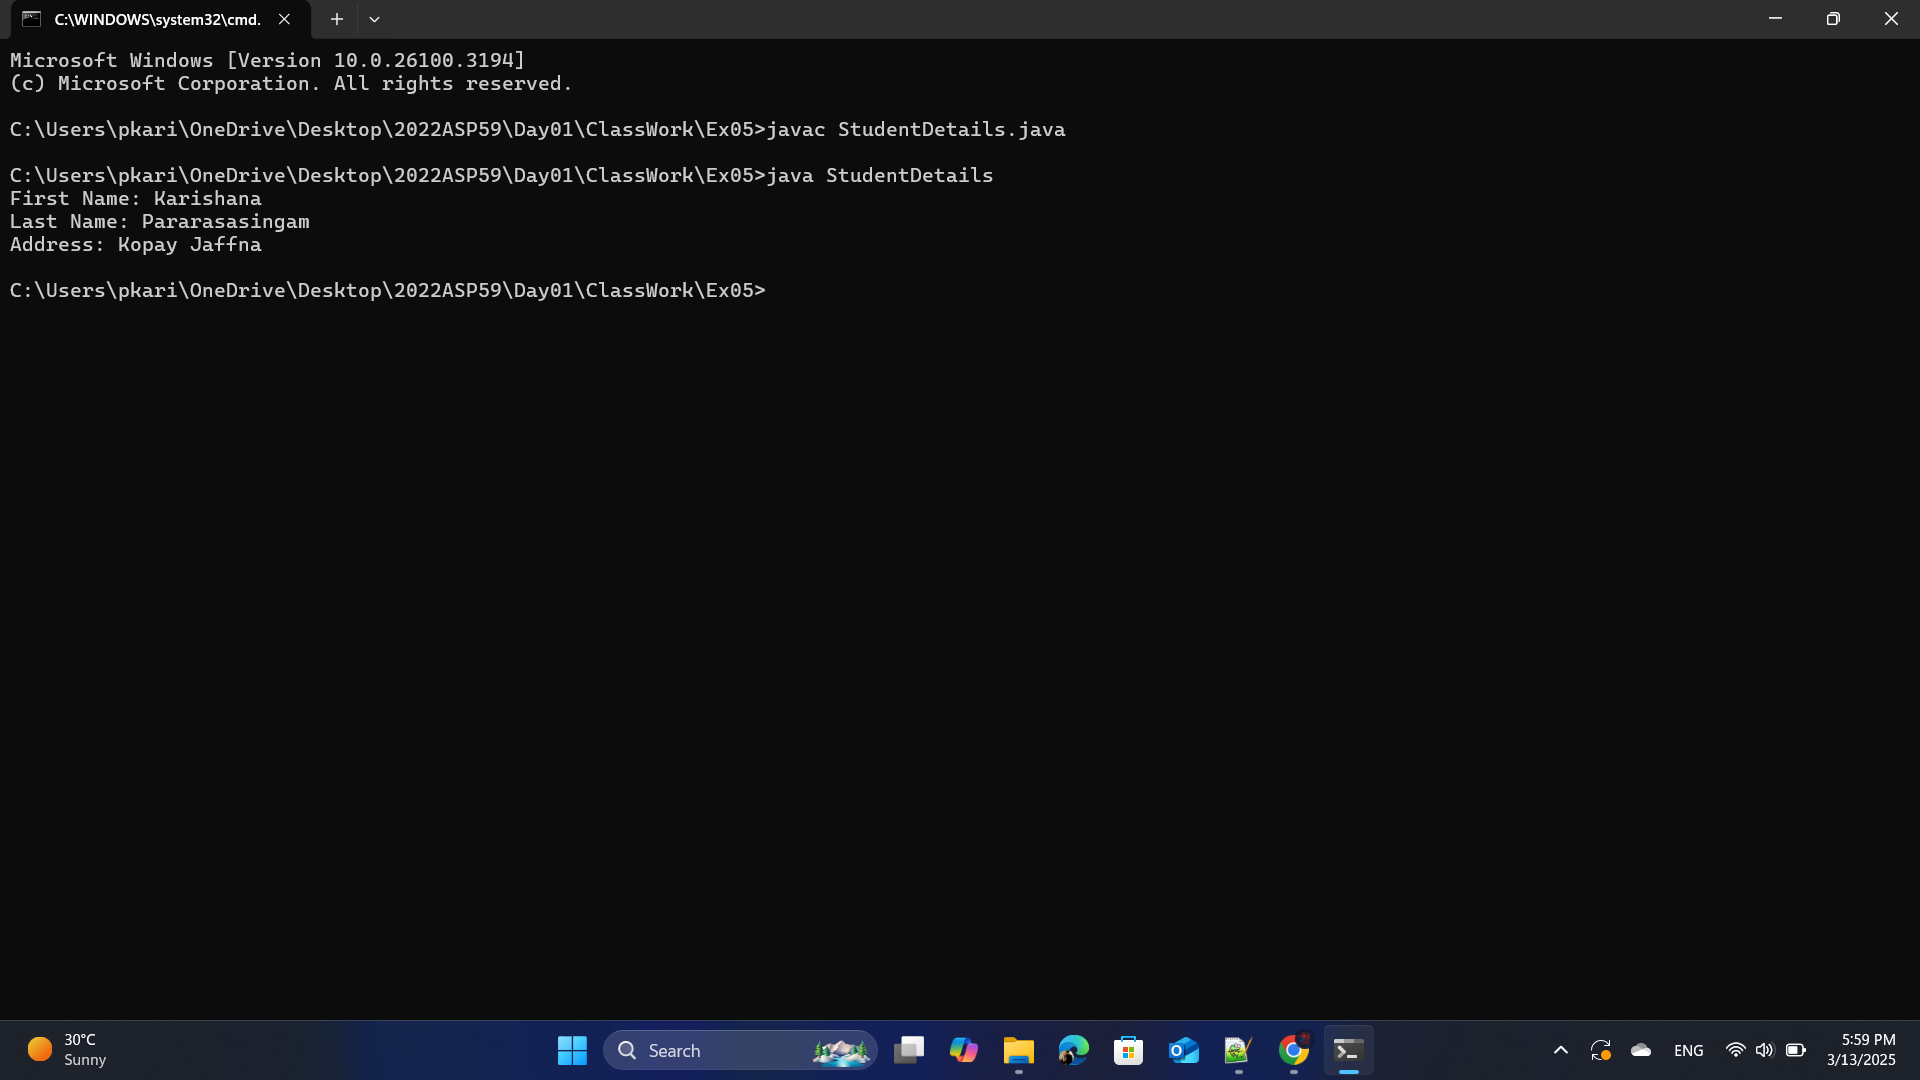 C:\WINDOWS\system32\cmd.
Microsoft Windows [Version 10.0.26100.3194]
(c) Microsoft Corporation. All rights reserved.
C:\Users\pkari\OneDrive\Desktop\2022ASP59\Day01\ClassWork\Ex05>javac StudentDetails.java
C:\Users\pkari\OneDrive\Desktop\2022ASP59\Day01\ClassWork\Ex05>java StudentDetails
First Name: Karishana
Last Name: Pararasasingam
Address: Kopay Jaffna
C:\Users\pkari\OneDrive\Desktop\2022ASP59\Day01\ClassWork\Ex05>
30°C
Sunny
Search
ENG
5:59 PM
3/13/2025